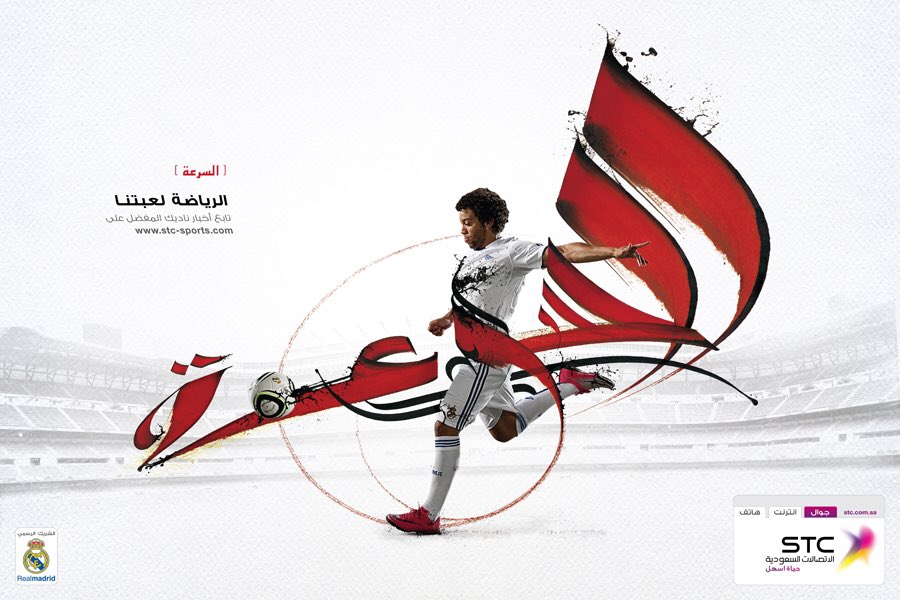 [ السرعة ]
الرياضة لعبتنا
تابع أخبار ناديك المفضل على
www.stc-sports.com
السرعة
الشريك الرسمي
Realmadrid
هاتف انترنت جوال stc.com.sa
STC
الاتصالات السعودية
حياة أسهل